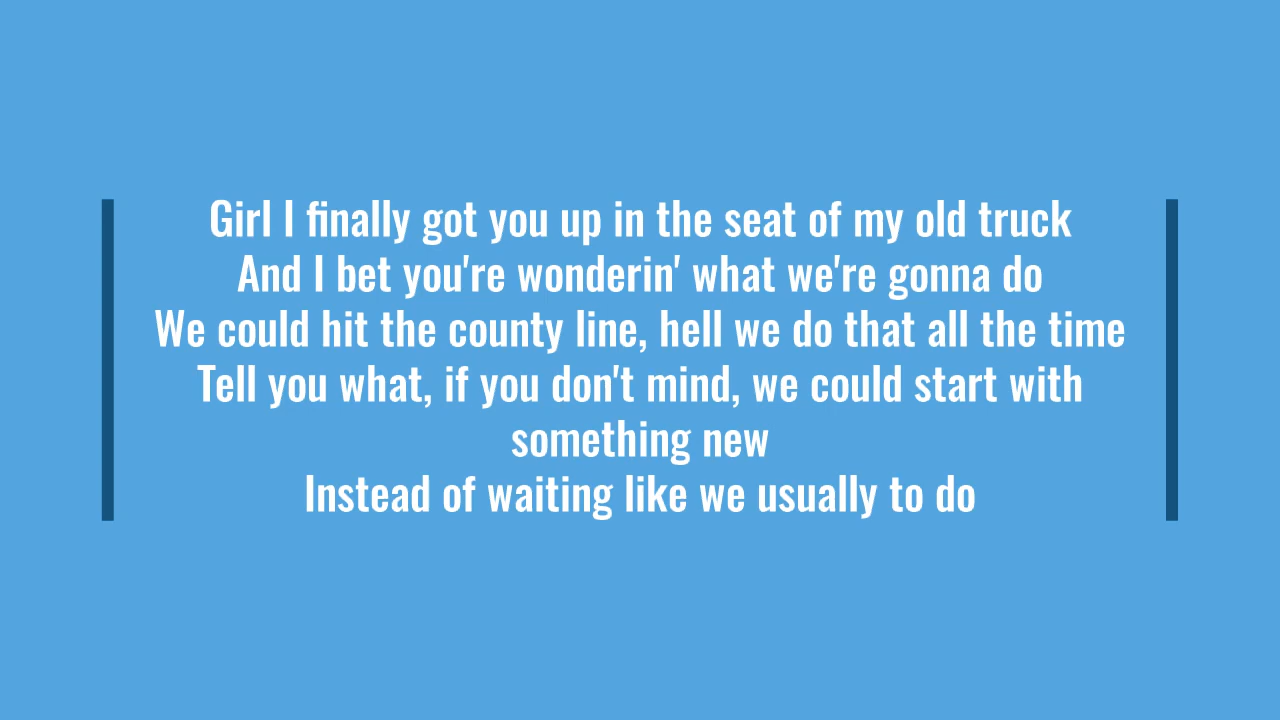 Girl I finally got you up in the seat of my old truck
And I bet you're wonderin' what we're gonna do
We could hit the county line, hell we do that all the time
Tell you what, if you don't mind, we could start with
something new
Instead of waiting like we usually to do